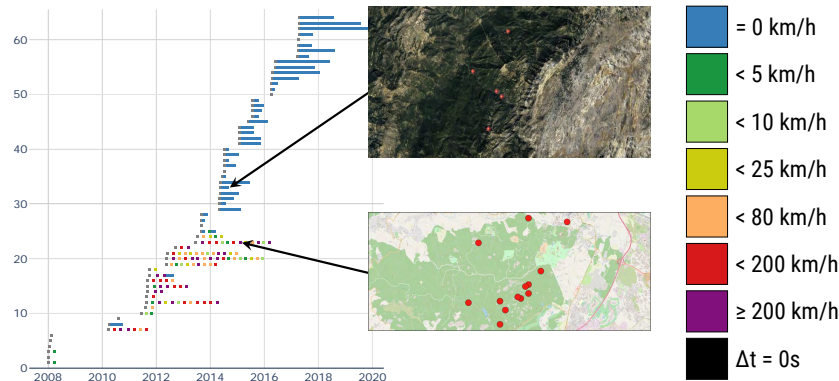 60
50
40
30
20
10
0
2008 2010 2012 2014 2016 2018 2020
= 0 km/h
< 5 km/h
< 10 km/h
< 25 km/h
< 80 km/h
< 200 km/h
≥ 200 km/h
Δt = 0s